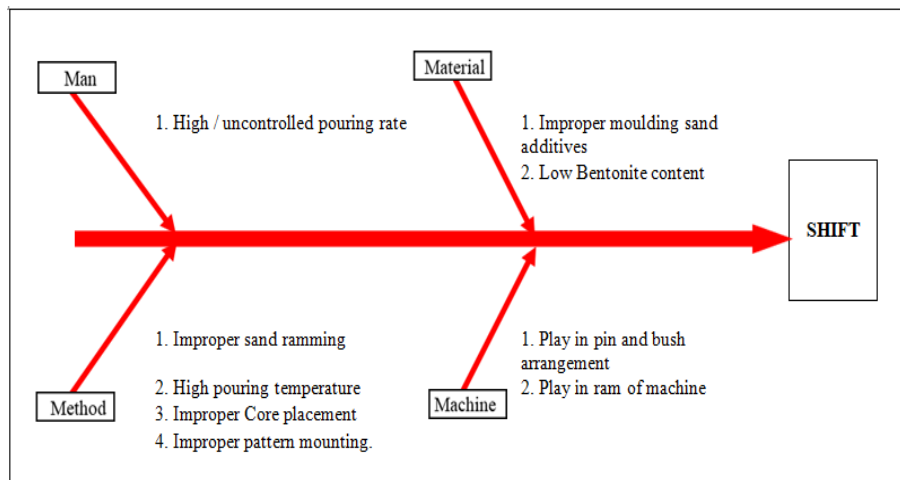 Man
1. High / uncontrolled pouring rate
Material
1. Improper moulding sand
additives
2. Low Bentonite content
SHIFT
Method
1. Improper sand ramming
2. High pouring temperature
3. Improper Core placement
4. Improper pattern mounting.
Machine
1. Play in pin and bush
arrangement
2. Play in ram of machine